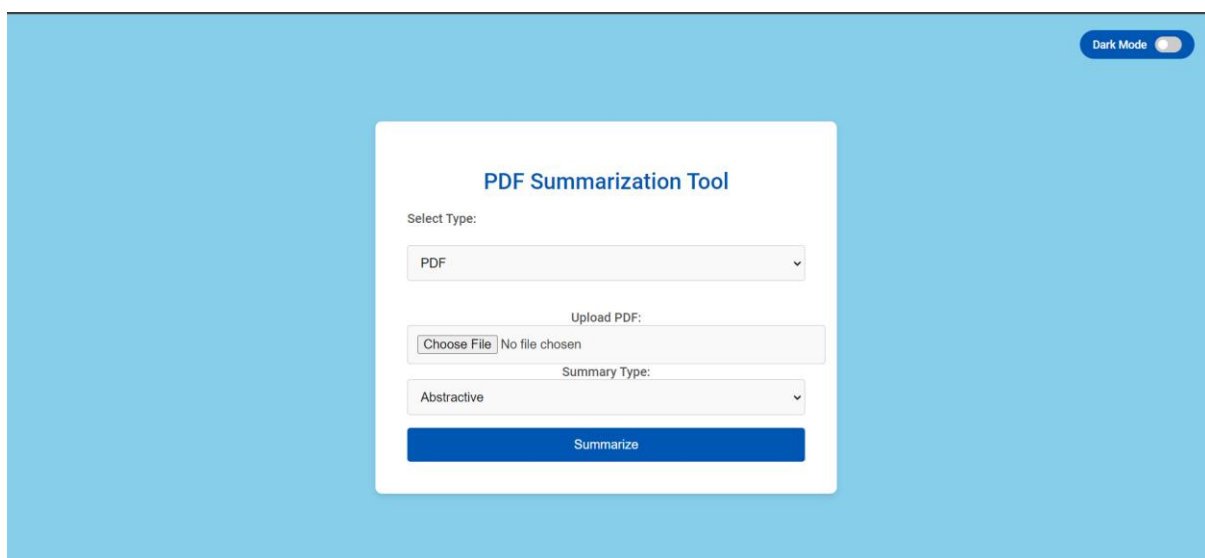 Dark Mode
PDF Summarization Tool
Select Type:
PDF
Upload PDF:
Choose File No file chosen
Summary Type:
Abstractive
Summarize